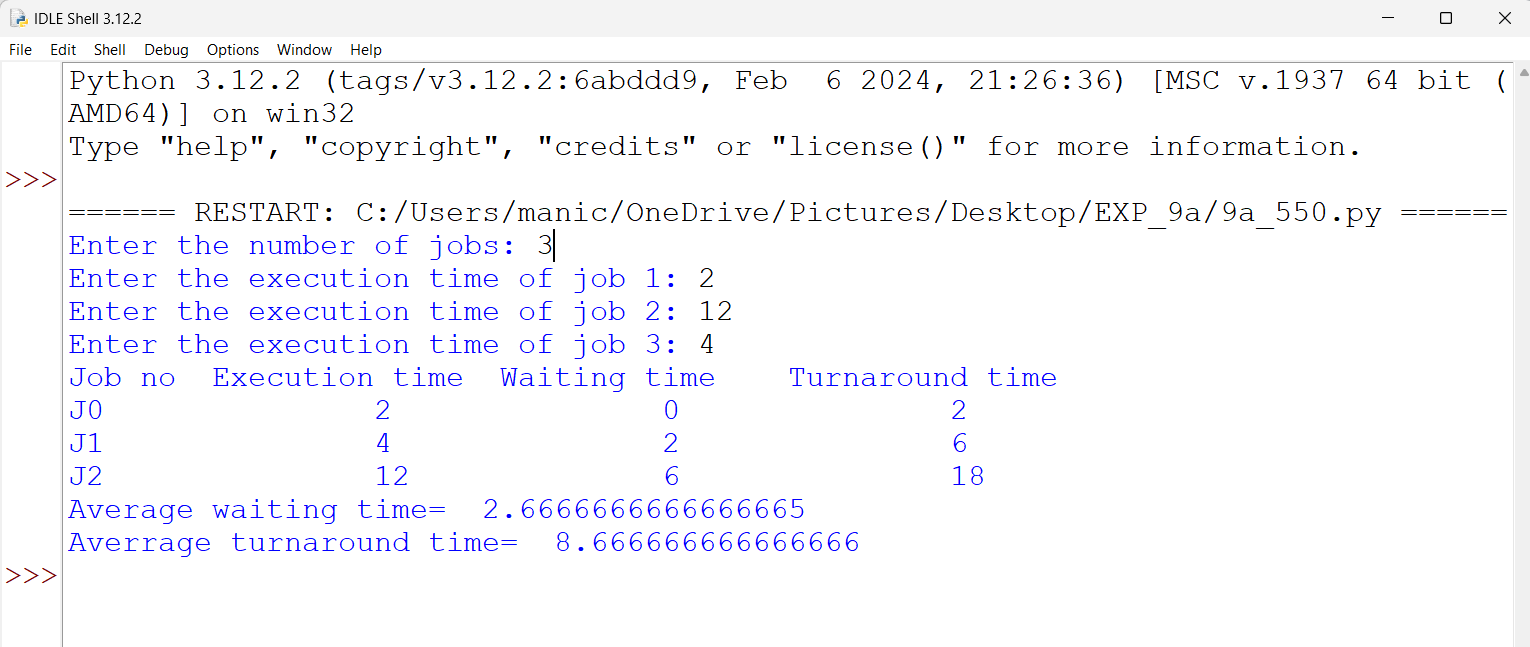 IDLE Shell 3.12.2
File Edit Shell Debug Options Window Help
Python 3.12.2 (tags/v3.12.2:6abddd9, Feb  6 2024, 21:26:36) [MSC v.1937 64 bit (
AMD64)] on win32
Type "help", "copyright", "credits" or "license()" for more information.
>>>
====== RESTART: C:/Users/manic/OneDrive/Pictures/Desktop/EXP_9a/9a_550.py ======
Enter the number of jobs: 3
Enter the execution time of job 1: 2
Enter the execution time of job 2: 12
Enter the execution time of job 3: 4
Job no  Execution time  Waiting time    Turnaround time
J0               2               0               2
J1               4               2               6
J2               12              6               18
Average waiting time=  2.6666666666666665
Averrage turnaround time=  8.666666666666666
>>>